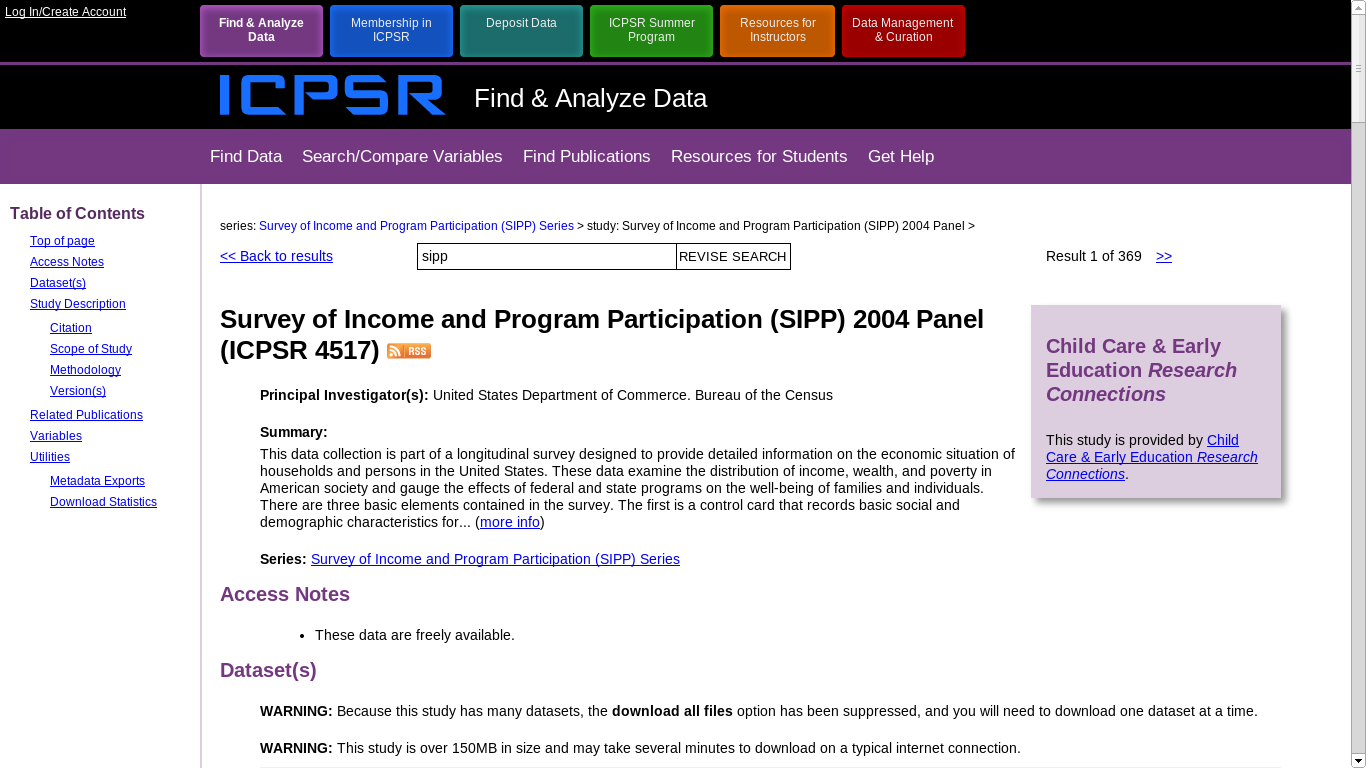 Log In/Create Account
Find & Analyze
Data
Membership in
ICPSR
Deposit Data
ICPSR Summer
Program
Resources for
Instructors
Data Management
& Curation
ICPSR
Find & Analyze Data
Find Data
Search/Compare Variables
Find Publications
Resources for Students
Get Help
Table of Contents
Top of page
Access Notes
Dataset(s)
Study Description
Citation
Scope of Study
Methodology
Version(s)
Related Publications
Variables
Utilities
Metadata Exports
Download Statistics
series: Survey of Income and Program Participation (SIPP) Series > study: Survey of Income and Program Participation (SIPP) 2004 Panel >
<< Back to results
sipp
REVISE SEARCH
Result 1 of 369 >>
Survey of Income and Program Participation (SIPP) 2004 Panel
(ICPSR 4517) RSS
Principal Investigator(s): United States Department of Commerce. Bureau of the Census
Summary:
This data collection is part of a longitudinal survey designed to provide detailed information on the economic situation of
households and persons in the United States. These data examine the distribution of income, wealth, and poverty in
American society and gauge the effects of federal and state programs on the well-being of families and individuals.
There are three basic elements contained in the survey. The first is a control card that records basic social and
demographic characteristics for... (more info)
Series: Survey of Income and Program Participation (SIPP) Series
Child Care & Early
Education Research
Connections
This study is provided by Child
Care & Early Education Research
Connections.
Access Notes
• These data are freely available.
Dataset(s)
WARNING: Because this study has many datasets, the download all files option has been suppressed, and you will need to download one dataset at a time.
WARNING: This study is over 150MB in size and may take several minutes to download on a typical internet connection.